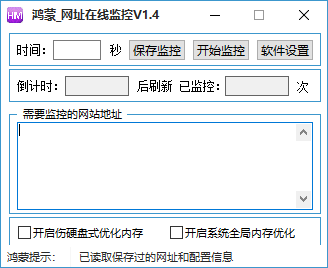 HM 鸿蒙_网址在线监控V1.4
时间： 秒 保存监控 开始监控 软件设置
倒计时： 后刷新 已监控： 次
需要监控的网站地址
开启伤硬盘式优化内存 开启系统全局内存优化
鸿蒙提示： 已读取保存过的网址和配置信息